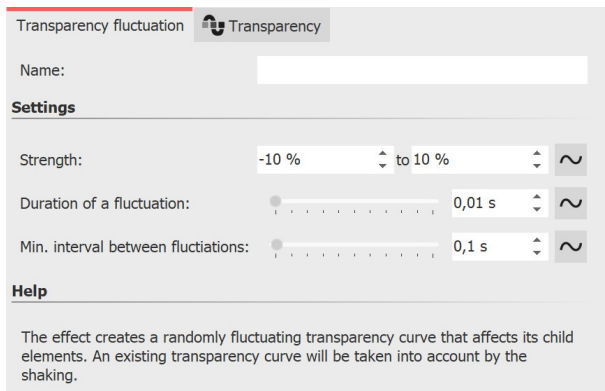 Transparency fluctuation Transparency
Name:
Settings
Strength: -10 % to 10 %
Duration of a fluctuation: 0,01 s
Min. interval between fluctiations: 0,1 s
Help
The effect creates a randomly fluctuating transparency curve that affects its child
elements. An existing transparency curve will be taken into account by the
shaking.